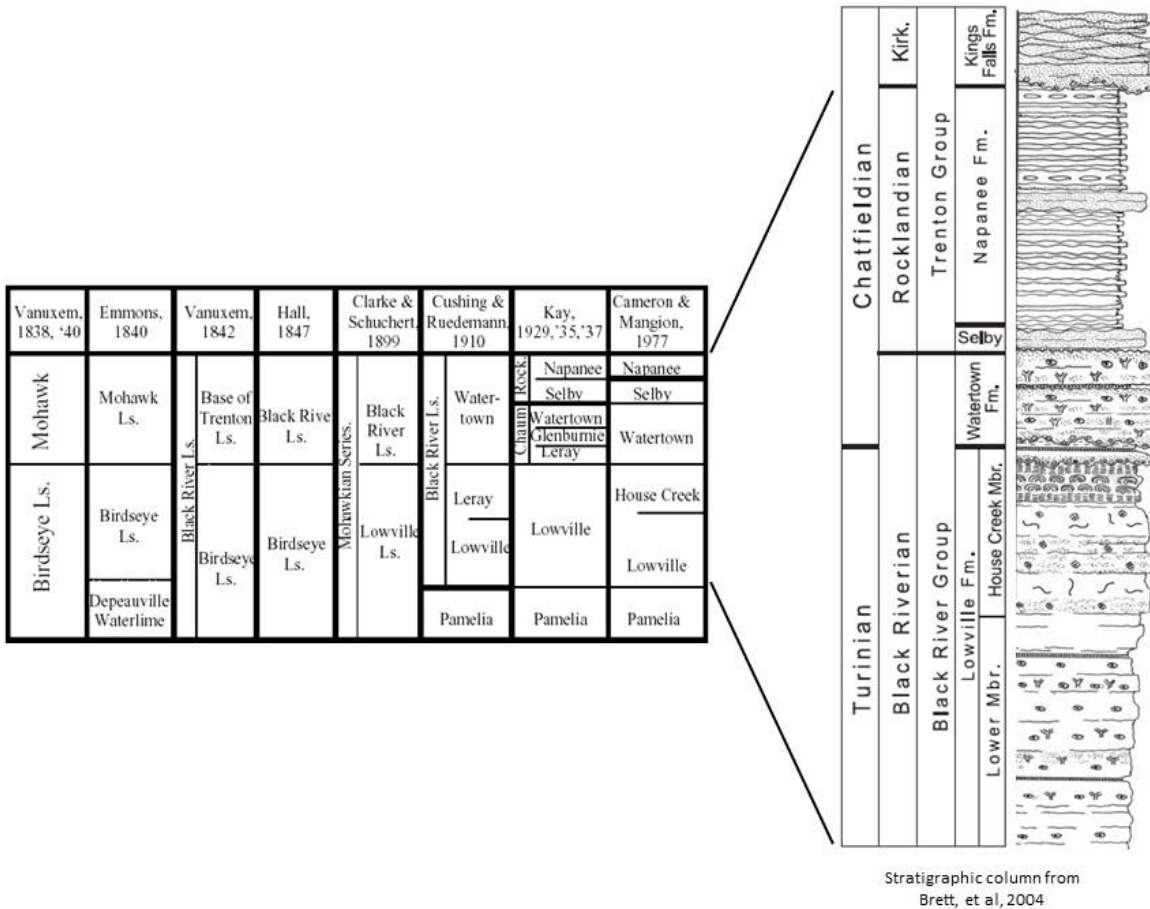 Vanuxem,
1838, '40
Emmons,
1840
Vanuxem,
1842
Hall,
1847
Clarke &
Schuchert,
1899
Cushing &
Ruedemann,
1910
Kay,
1929,'35,'37
Cameron &
Mangion,
1977
Mohawk
Birdseye Ls.
Mohawk
Ls.
Birdseye
Ls.
Depeauville
Waterlime
Black River Ls.
Base of
Trenton
Ls.
Birdseye
Ls.
Black Rive
Ls.
Birdseye
Ls.
Mohawkian Series.
Black
River
Ls.
Lowville
Ls.
Black River Ls.
Water-
town
Leray
Lowville
Pamelia
Rock.
Napanee
Selby
Chaum
Watertown
Glenburnie
Leray
Lowville
Pamelia
Napanee
Selby
Watertown
House Creek
Lowville
Pamelia
Chatfieldian
Turinian
Kirk.
Rocklandian
Black Riverian
Trenton Group
Black River Group
Kings
Falls Fm.
Napanee Fm.
Selby
Watertown
Fm.
Lowville Fm.
House Creek Mbr.
Lower Mbr.
Stratigraphic column from
Brett, et al, 2004